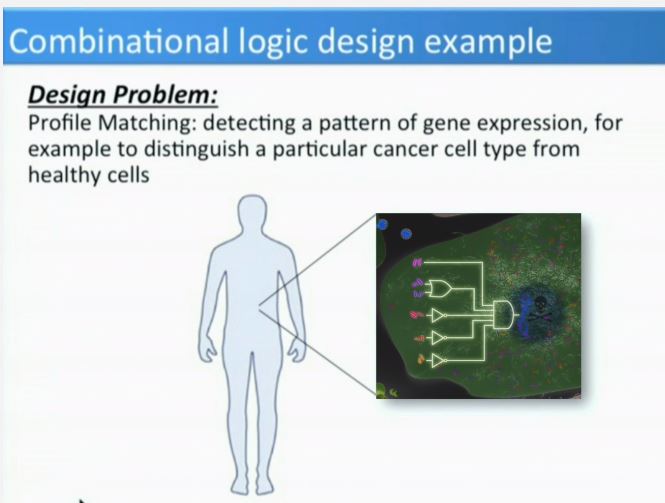 Combinational logic design example
Design Problem:
Profile Matching: detecting a pattern of gene expression, for
example to distinguish a particular cancer cell type from
healthy cells